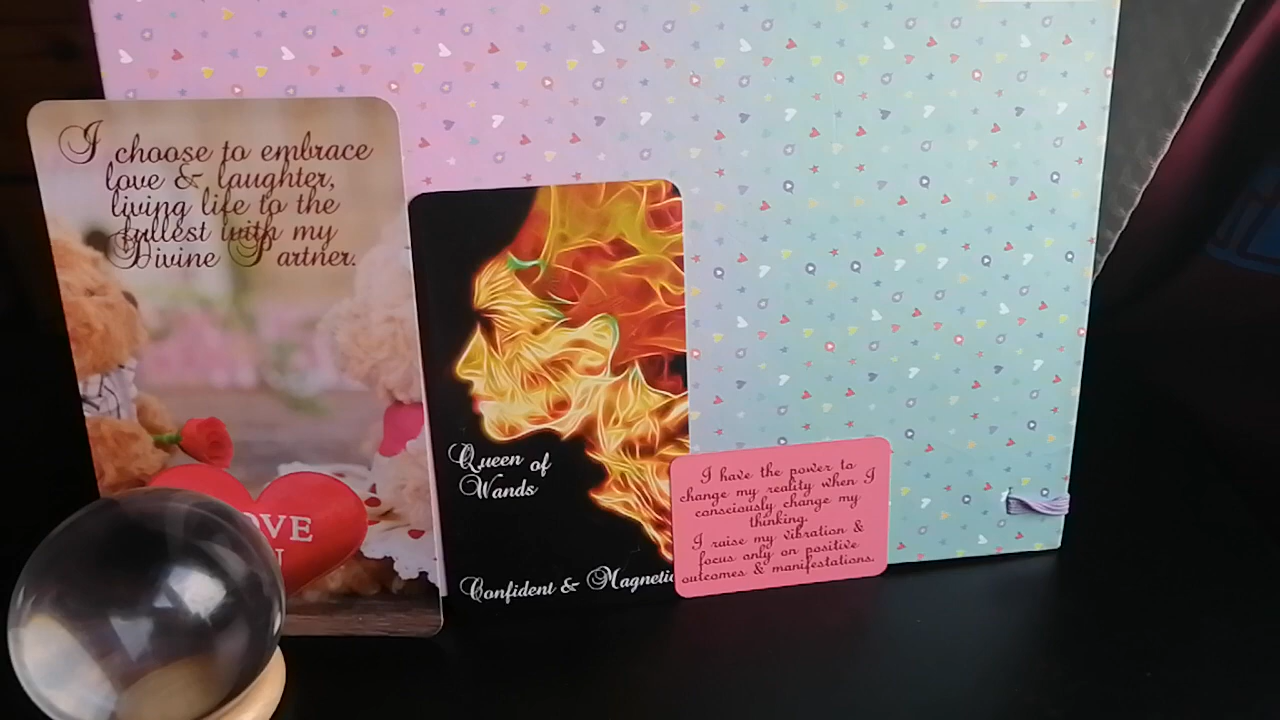 I choose to embrace
love & laughter,
living life to the
fullest with my
Divine Partner.
OVE
Queen of
Wands
Confident & Magnetic
I have the power to
change my reality when I
consciously change my
thinking.
I raise my vibration &
focus only on positive
outcomes & manifestations.